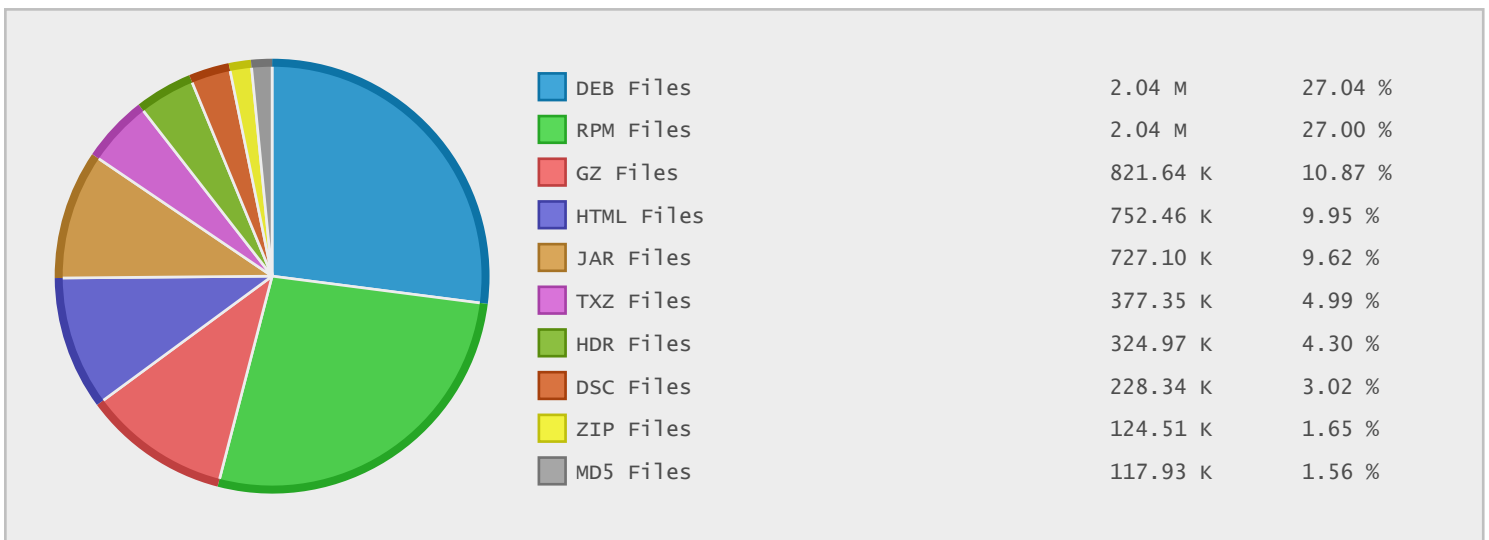 DEB Files 2.04 M 27.04 %
RPM Files 2.04 M 27.00 %
GZ Files 821.64 K 10.87 %
HTML Files 752.46 K 9.95 %
JAR Files 727.10 K 9.62 %
TXZ Files 377.35 K 4.99 %
HDR Files 324.97 K 4.30 %
DSC Files 228.34 K 3.02 %
ZIP Files 124.51 K 1.65 %
MD5 Files 117.93 K 1.56 %